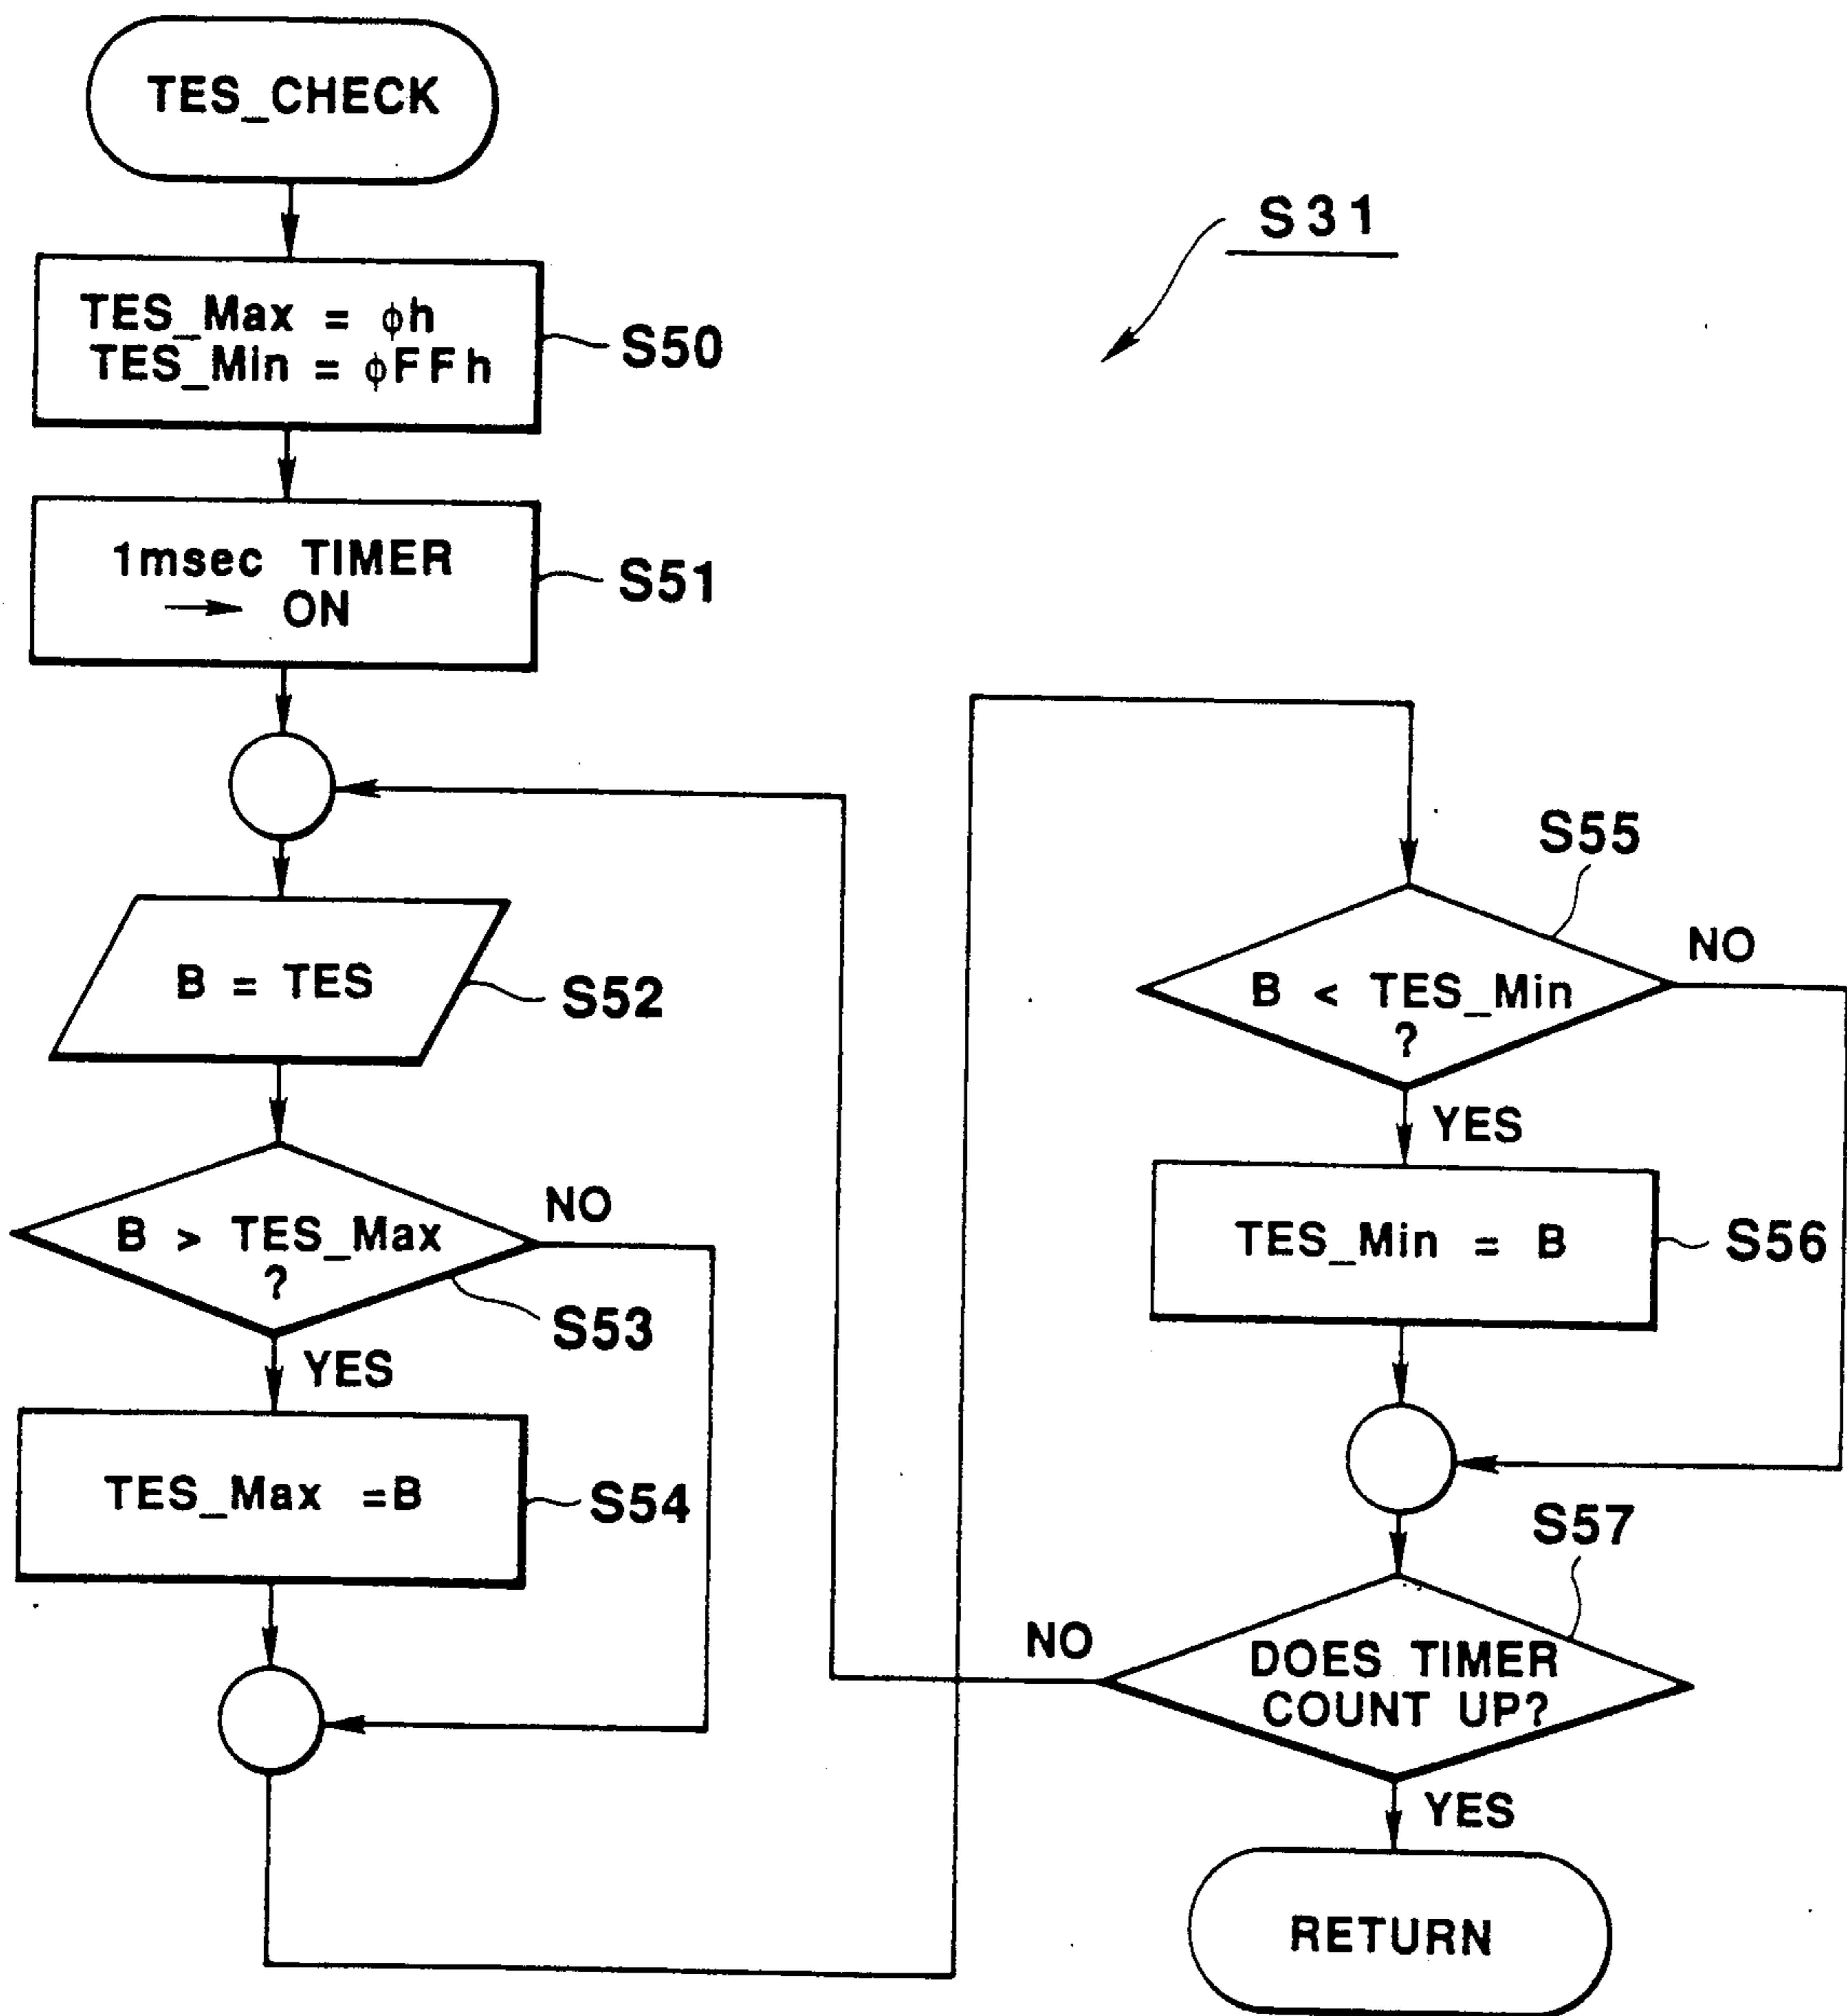 TES_CHECK
S31
TES_Max = φh
TES_Min = φFFh
S50
1msec TIMER
→ ON
S51
B = TES
S52
B > TES_Max
?
NO
S53
YES
TES_Max =B
S54
S55
B < TES_Min
?
NO
YES
TES_Min = B
S56
S57
DOES TIMER
COUNT UP?
NO
YES
RETURN